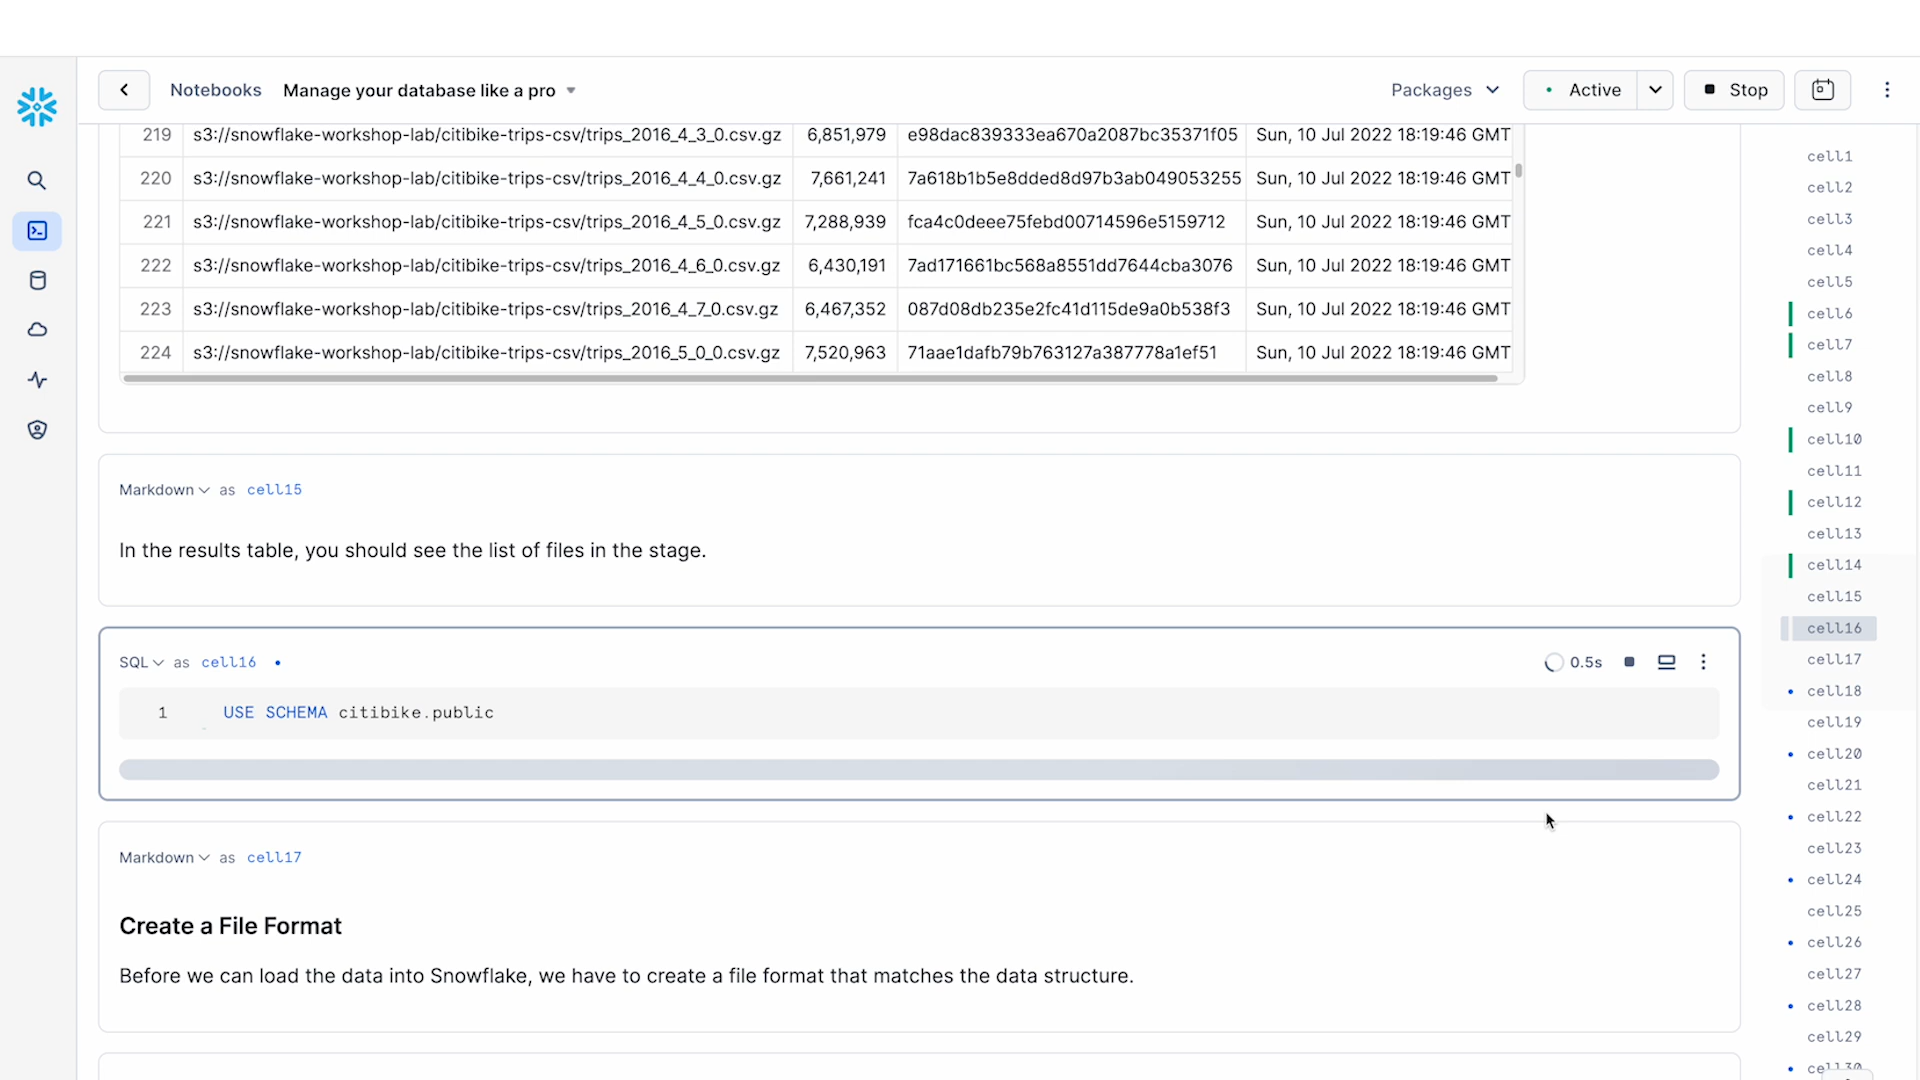 Notebooks Manage your database like a pro Packages Active Stop
219 s3://snowflake-workshop-lab/citibike-trips-csv/trips_2016_4_3_0.csv.gz 6,851,979 e98dac839333ea670a2087bc35371f05 Sun, 10 Jul 2022 18:19:46 GMT
220 s3://snowflake-workshop-lab/citibike-trips-csv/trips_2016_4_4_0.csv.gz 7,661,241 7a618b1b5e8dded8d97b3ab049053255 Sun, 10 Jul 2022 18:19:46 GMT
221 s3://snowflake-workshop-lab/citibike-trips-csv/trips_2016_4_5_0.csv.gz 7,288,939 fca4c0deee75febd00714596e5159712 Sun, 10 Jul 2022 18:19:46 GMT
222 s3://snowflake-workshop-lab/citibike-trips-csv/trips_2016_4_6_0.csv.gz 6,430,191 7ad171661bc568a8551dd7644cba3076 Sun, 10 Jul 2022 18:19:46 GMT
223 s3://snowflake-workshop-lab/citibike-trips-csv/trips_2016_4_7_0.csv.gz 6,467,352 087d08db235e2fc41d115de9a0b538f3 Sun, 10 Jul 2022 18:19:46 GMT
224 s3://snowflake-workshop-lab/citibike-trips-csv/trips_2016_5_0_0.csv.gz 7,520,963 71aae1dafb79b763127a387778a1ef51 Sun, 10 Jul 2022 18:19:46 GMT
Markdown as cell15
In the results table, you should see the list of files in the stage.
SQL as cell16 0.5s
1 USE SCHEMA citibike.public
Markdown as cell17
Create a File Format
Before we can load the data into Snowflake, we have to create a file format that matches the data structure.
cell1
cell2
cell3
cell4
cell5
cell6
cell7
cell8
cell9
cell10
cell11
cell12
cell13
cell14
cell15
cell16
cell17
cell18
cell19
cell20
cell21
cell22
cell23
cell24
cell25
cell26
cell27
cell28
cell29
cell30